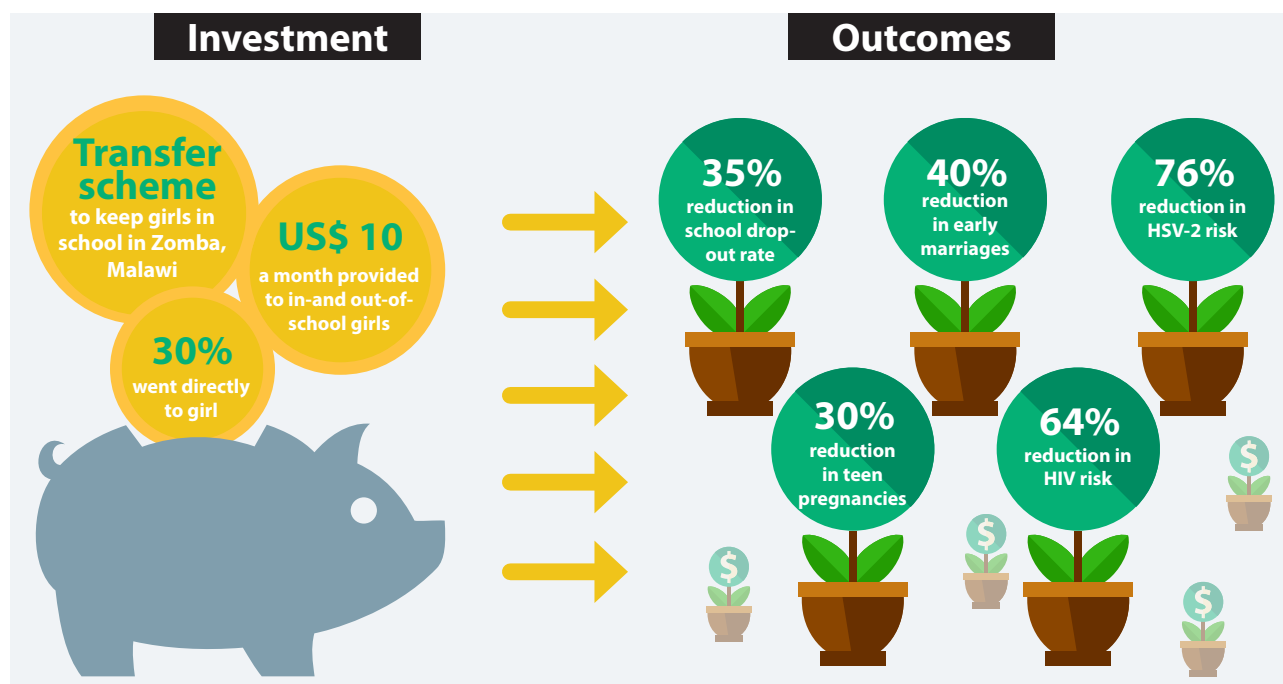 Investment
Outcomes
Transfer
scheme
to keep girls in
school in Zomba,
Malawi
US$ 10
a month provided
to in-and out-of-
school girls
30%
went directly
to girl
35%
reduction in
school drop-
out rate
40%
reduction
in early
marriages
76%
reduction in
HSV-2 risk
30%
reduction
in teen
pregnancies
64%
reduction in
HIV risk
$
$
$
$